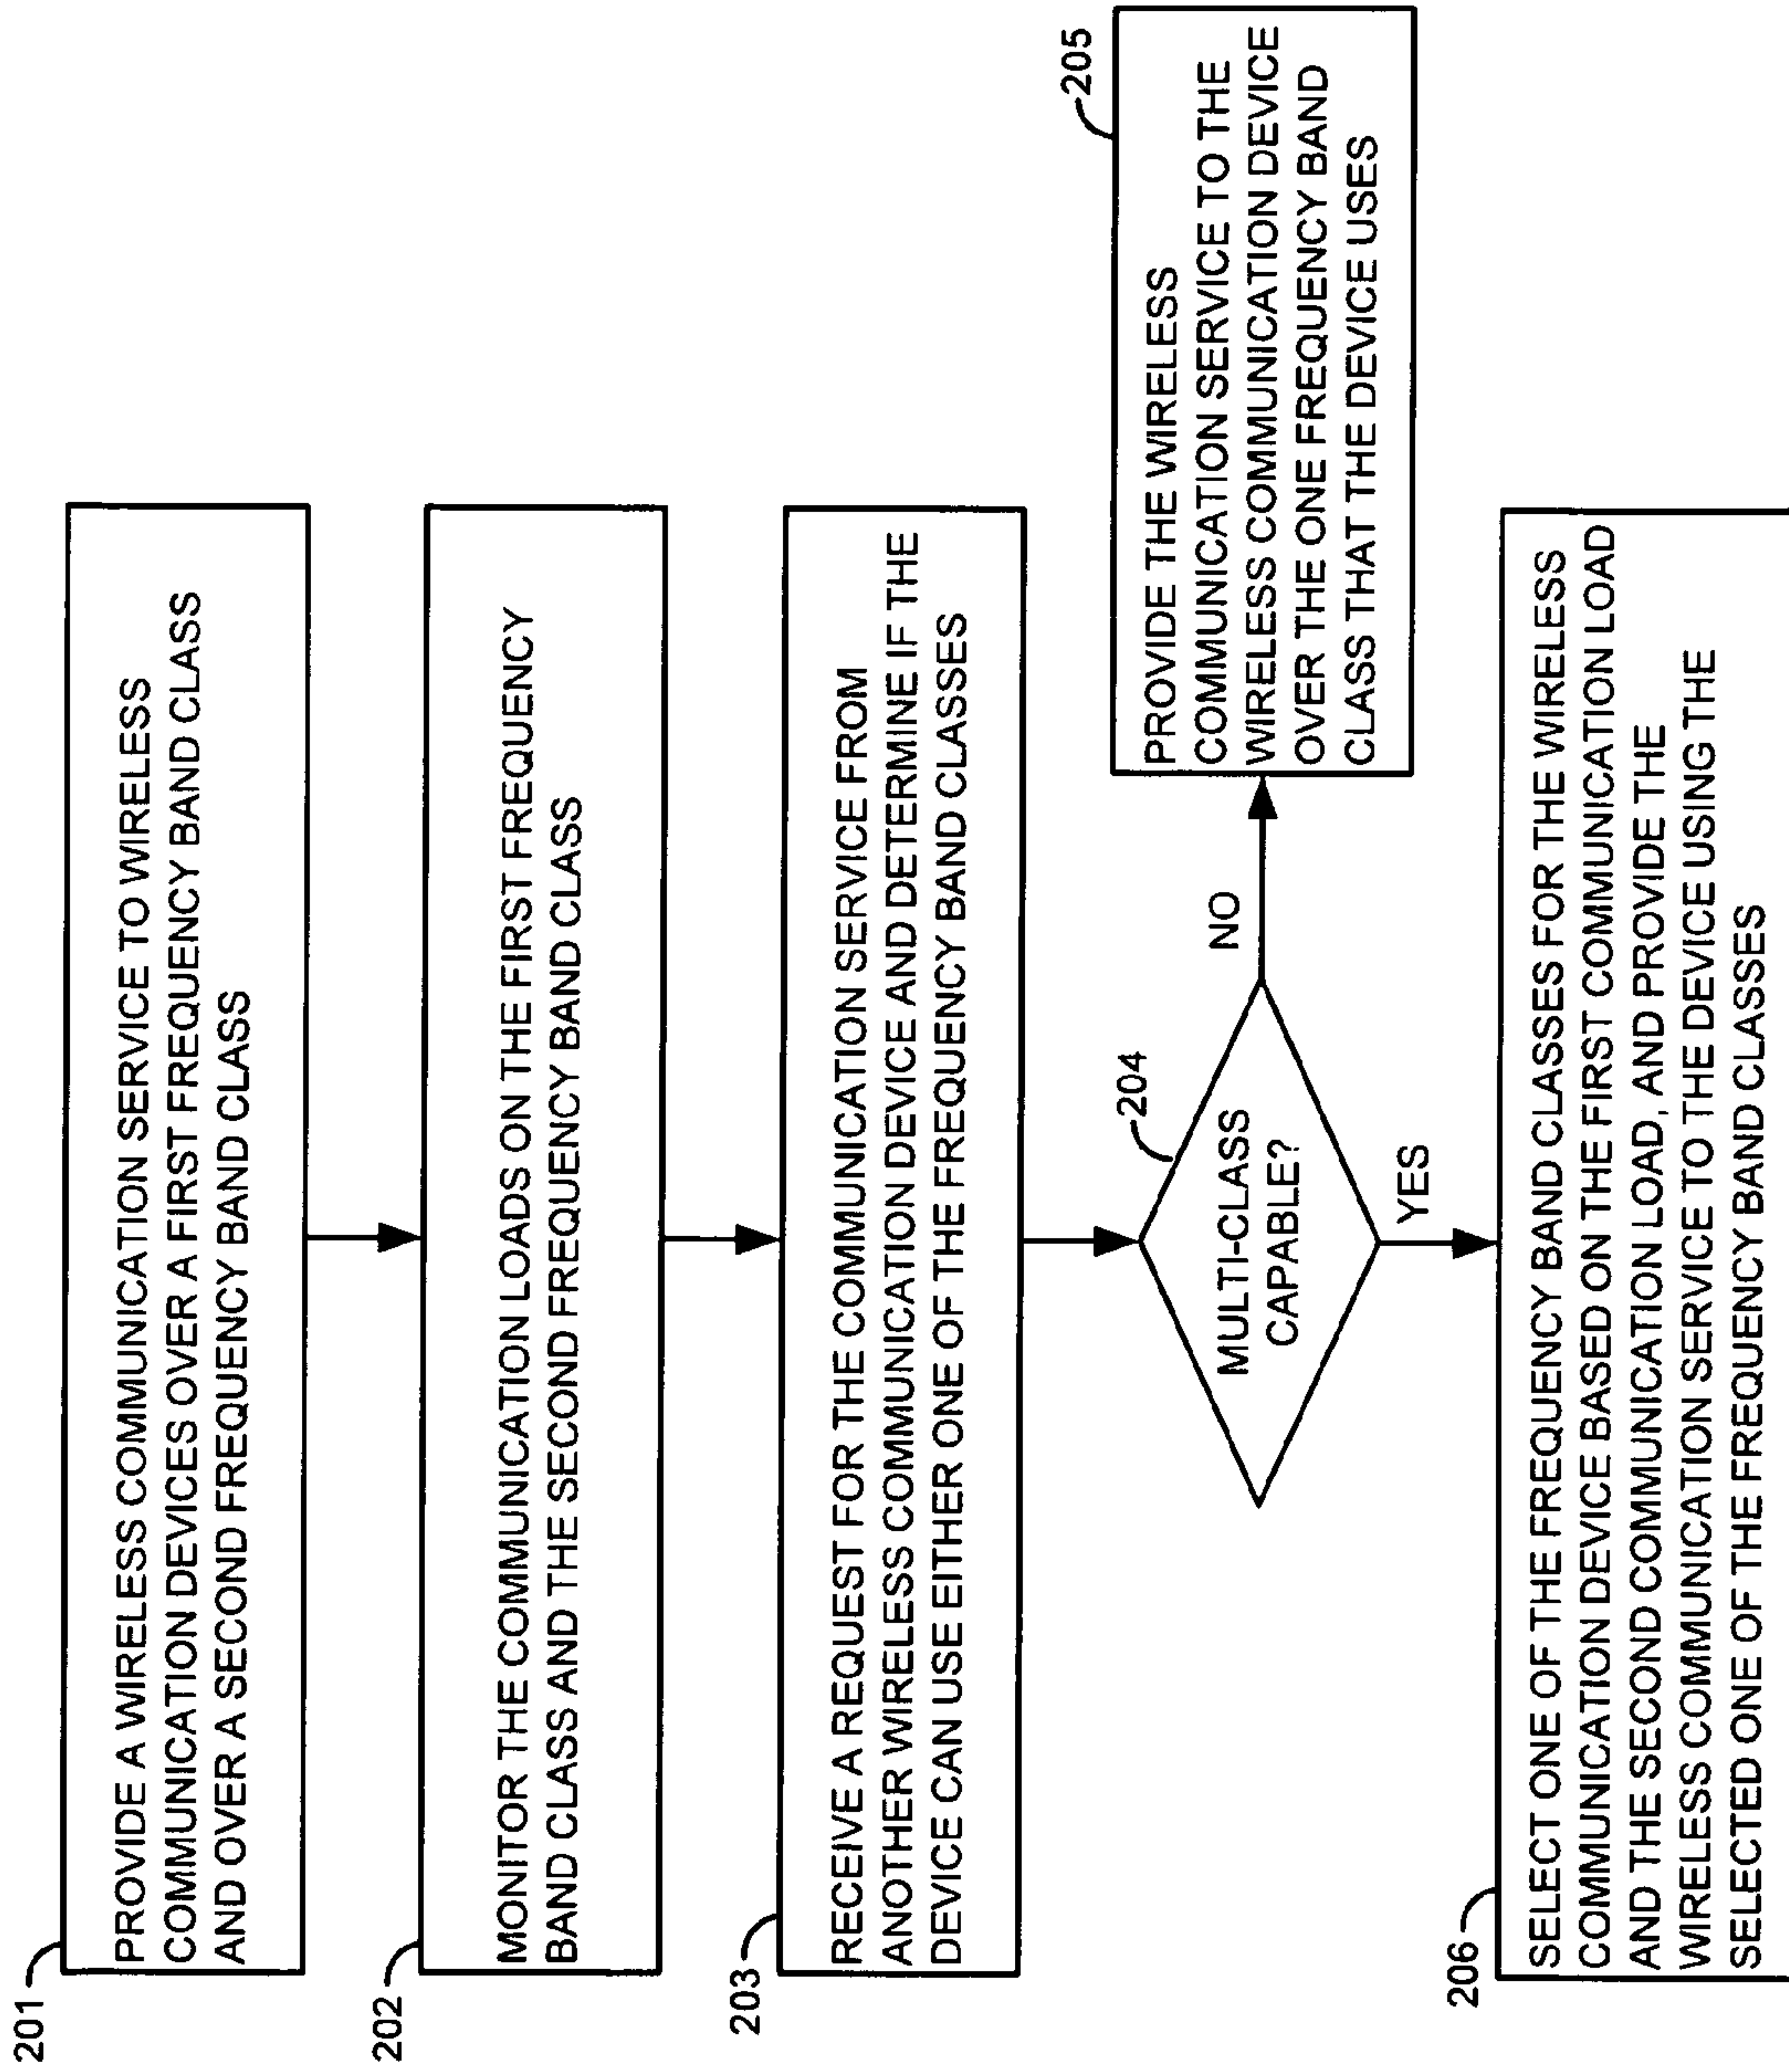 201
PROVIDE A WIRELESS COMMUNICATION SERVICE TO WIRELESS
COMMUNICATION DEVICES OVER A FIRST FREQUENCY BAND CLASS
AND OVER A SECOND FREQUENCY BAND CLASS
202
MONITOR THE COMMUNICATION LOADS ON THE FIRST FREQUENCY
BAND CLASS AND THE SECOND FREQUENCY BAND CLASS
203
RECEIVE A REQUEST FOR THE COMMUNICATION SERVICE FROM
ANOTHER WIRELESS COMMUNICATION DEVICE AND DETERMINE IF THE
DEVICE CAN USE EITHER ONE OF THE FREQUENCY BAND CLASSES
204
MULTI-CLASS
CAPABLE?
NO
205
PROVIDE THE WIRELESS
COMMUNICATION SERVICE TO THE
WIRELESS COMMUNICATION DEVICE
OVER THE ONE FREQUENCY BAND
CLASS THAT THE DEVICE USES
YES
206
SELECT ONE OF THE FREQUENCY BAND CLASSES FOR THE WIRELESS
COMMUNICATION DEVICE BASED ON THE FIRST COMMUNICATION LOAD
AND THE SECOND COMMUNICATION LOAD, AND PROVIDE THE
WIRELESS COMMUNICATION SERVICE TO THE DEVICE USING THE
SELECTED ONE OF THE FREQUENCY BAND CLASSES